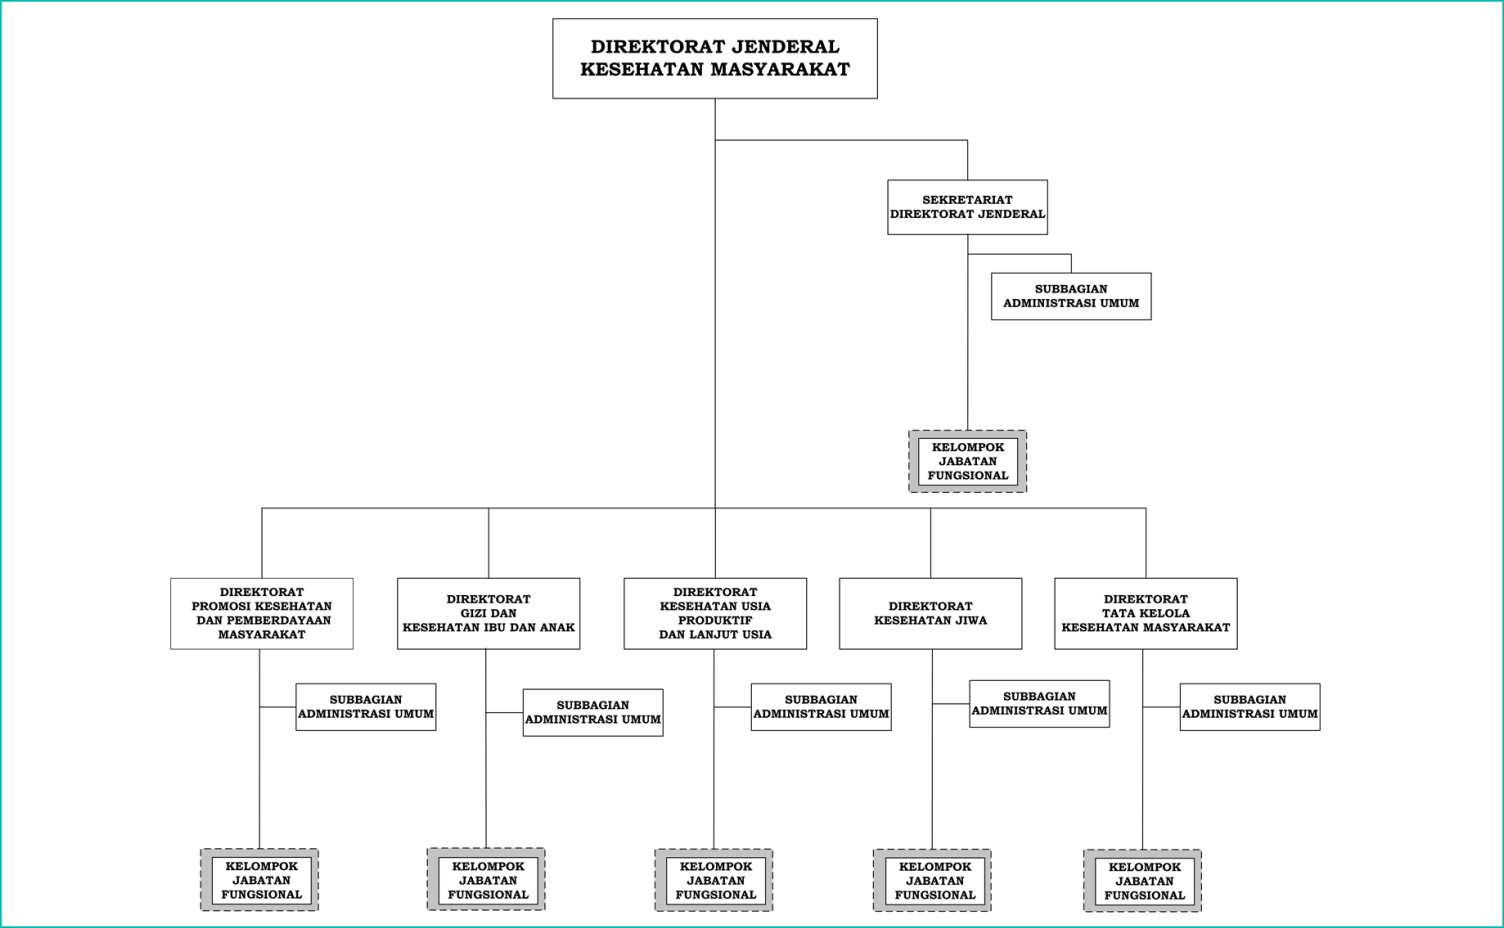 DIREKTORAT JENDERAL
KESEHATAN MASYARAKAT
SEKRETARIAT
DIREKTORAT JENDERAL
SUBBAGIAN
ADMINISTRASI UMUM
KELOMPOK
JABATAN
FUNGSIONAL
DIREKTORAT
PROMOSI KESEHATAN
DAN PEMBERDAYAAN
MASYARAKAT
DIREKTORAT
GIZI DAN
KESEHATAN IBU DAN ANAK
DIREKTORAT
KESEHATAN USIA
PRODUKTIF
DAN LANJUT USIA
DIREKTORAT
KESEHATAN JIWA
DIREKTORAT
TATA KELOLA
KESEHATAN MASYARAKAT
SUBBAGIAN
ADMINISTRASI UMUM
SUBBAGIAN
ADMINISTRASI UMUM
SUBBAGIAN
ADMINISTRASI UMUM
SUBBAGIAN
ADMINISTRASI UMUM
SUBBAGIAN
ADMINISTRASI UMUM
KELOMPOK
JABATAN
FUNGSIONAL
KELOMPOK
JABATAN
FUNGSIONAL
KELOMPOK
JABATAN
FUNGSIONAL
KELOMPOK
JABATAN
FUNGSIONAL
KELOMPOK
JABATAN
FUNGSIONAL